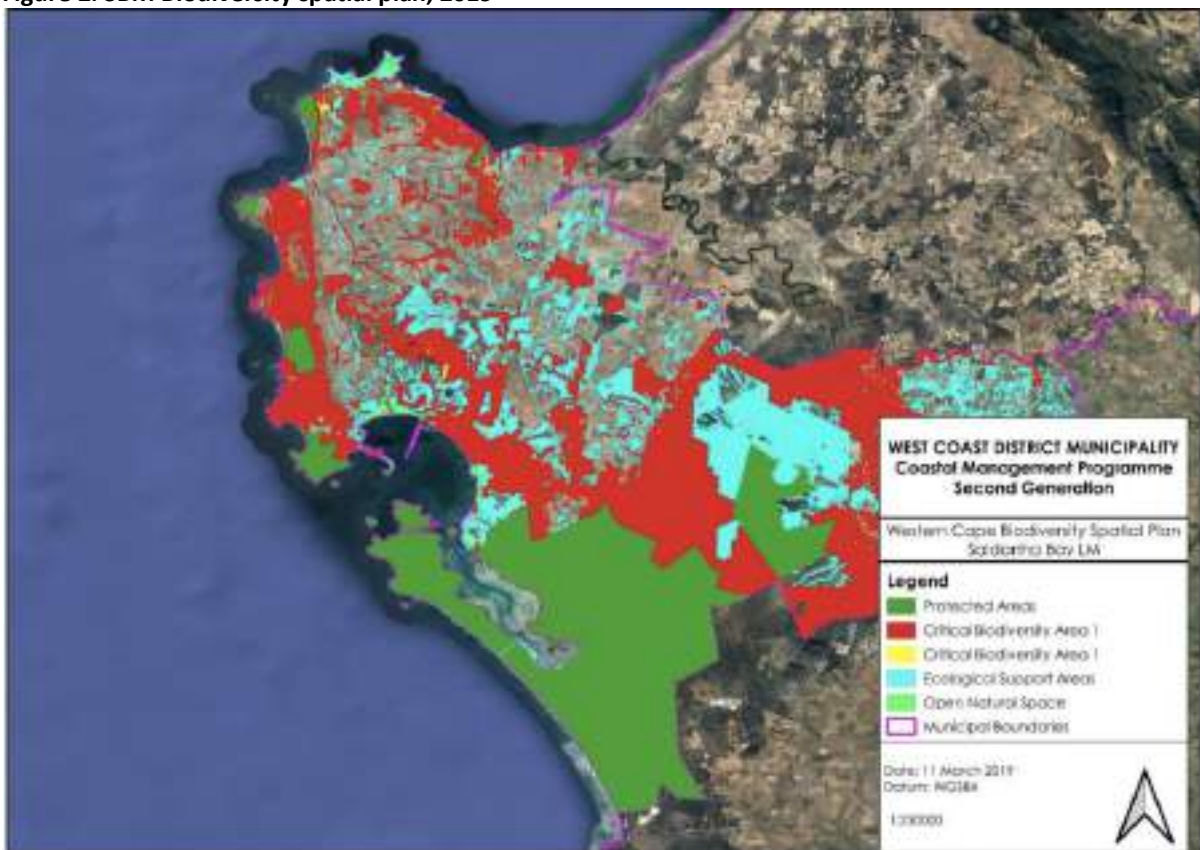 WEST COAST DISTRICT MUNICIPALITY
Coastal Management Programme
Second Generation
Western Cape Biodiversity Spatial Plan
Saldanha Bay LM
Legend
Protected Areas
Critical Biodiversity Area 1
Critical Biodiversity Area 1
Ecological Support Areas
Open Natural Space
Municipal Boundaries
Date: 11 March 2019
Datum: WGS84